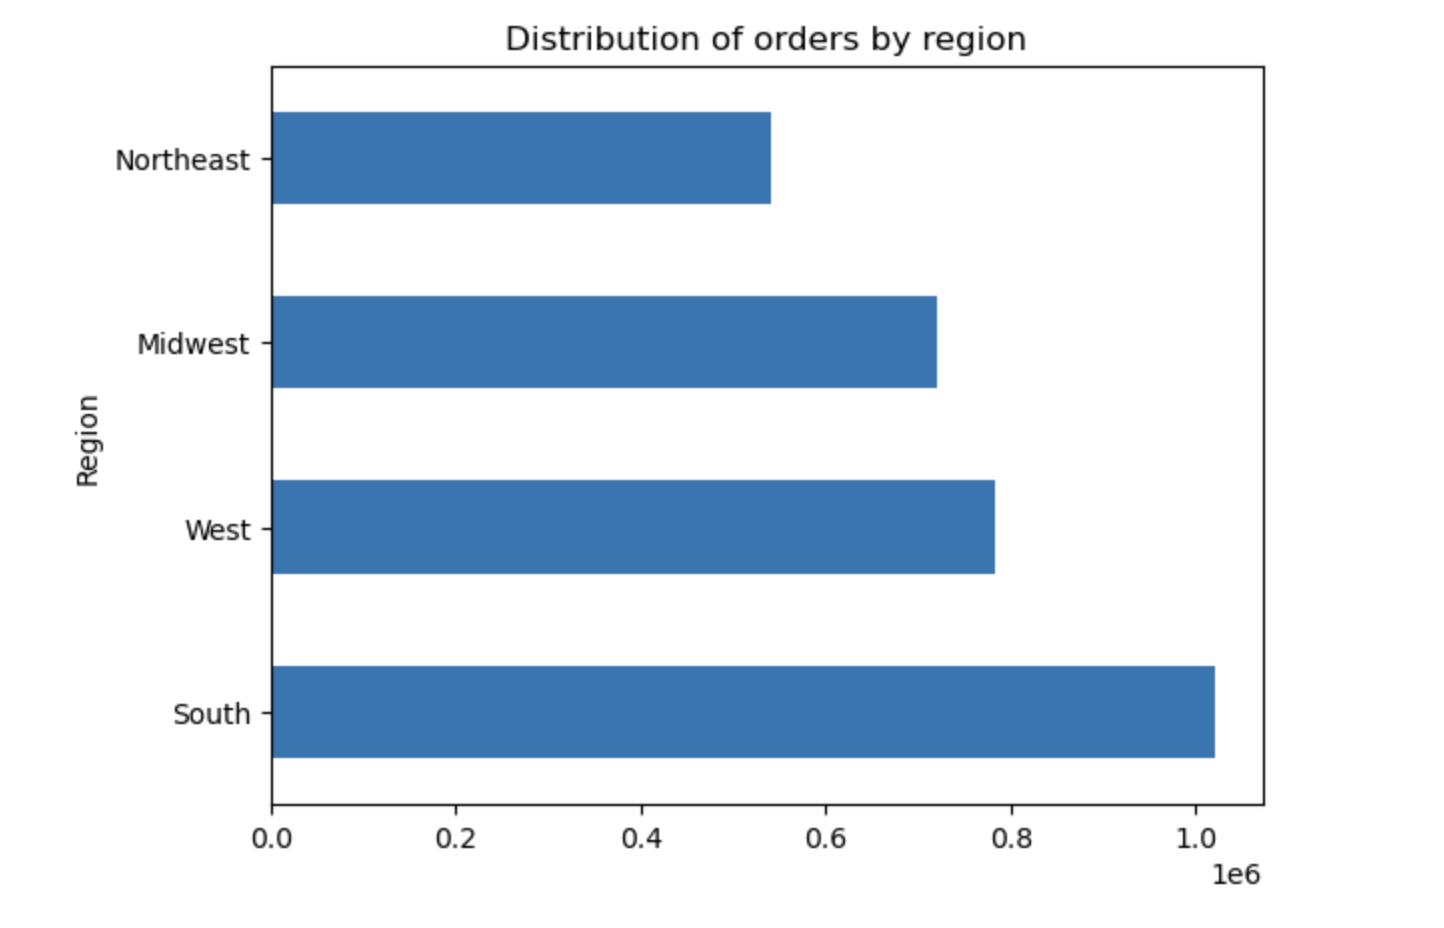 Distribution of orders by region
Northeast
Midwest
Region
West
South
0.0 0.2 0.4 0.6 0.8 1.0
1e6